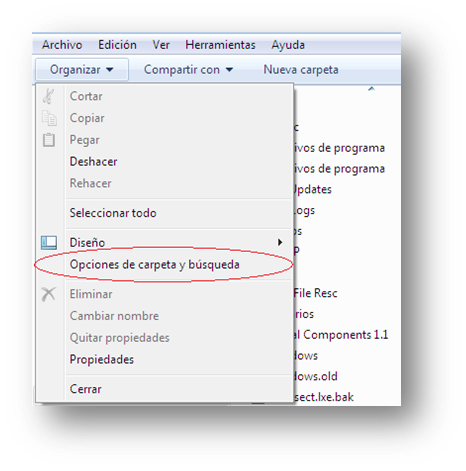 Archivo Edición Ver Herramientas Ayuda
Organizar Compartir con Nueva carpeta
Cortar
Copiar
Pegar
Deshacer
Rehacer
Seleccionar todo
Diseño
Opciones de carpeta y búsqueda
Eliminar
Cambiar nombre
Quitar propiedades
Propiedades
Cerrar
c
ivos de programa
ivos de programa
Updates
Logs
os
P
File Resc
rios
al Components 1.1
dows
dows.old
sect.lxe.bak